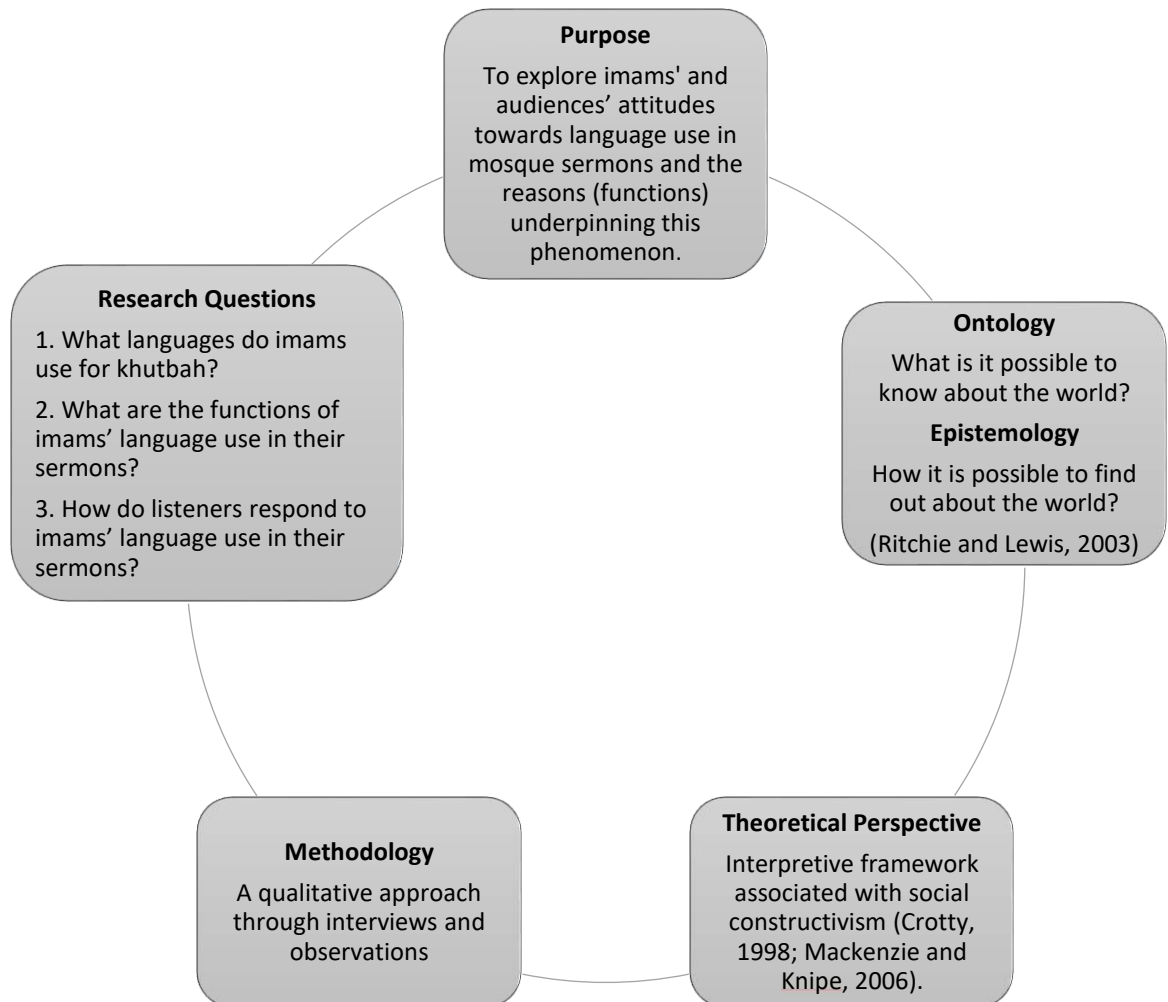 Purpose
To explore imams' and
audiences’ attitudes
towards language use in
mosque sermons and the
reasons (functions)
underpinning this
phenomenon.
Ontology
What is it possible to
know about the world?
Epistemology
How it is possible to find
out about the world?
(Ritchie and Lewis, 2003)
Theoretical Perspective
Interpretive framework
associated with social
constructivism (Crotty,
1998; Mackenzie and
Knipe, 2006).
Methodology
A qualitative approach
through interviews and
observations
Research Questions
1. What languages do imams
use for khutbah?
2. What are the functions of
imams’ language use in their
sermons?
3. How do listeners respond to
imams’ language use in their
sermons?